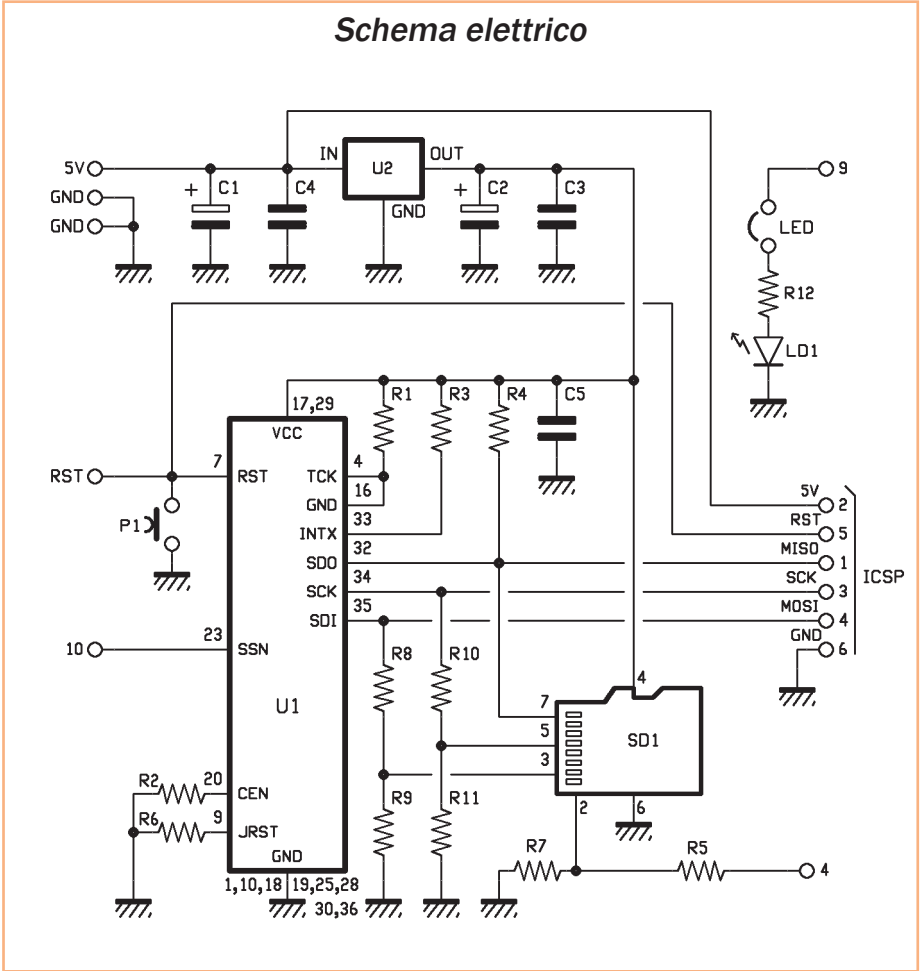 Schema elettrico
5V
GND
GND
+ C1
C4
IN
U2
OUT
GND
+ C2
C3
9
LED
R12
LD1
17,29
VCC
R1
R3
R4
C5
RST
7
RST
P1
TCK
4
GND
16
INTX
33
SDO
32
SCK
34
SDI
35
5V
2
RST
5
MISO
1
SCK
3
MOSI
4
GND
6
ICSP
10
23
SSN
U1
R8
R10
4
7
5
3
SD1
2
6
R2
20
CEN
R6
9
JRST
R9
R11
GND
1,10,18
19,25,28
30,36
R7
R5
4